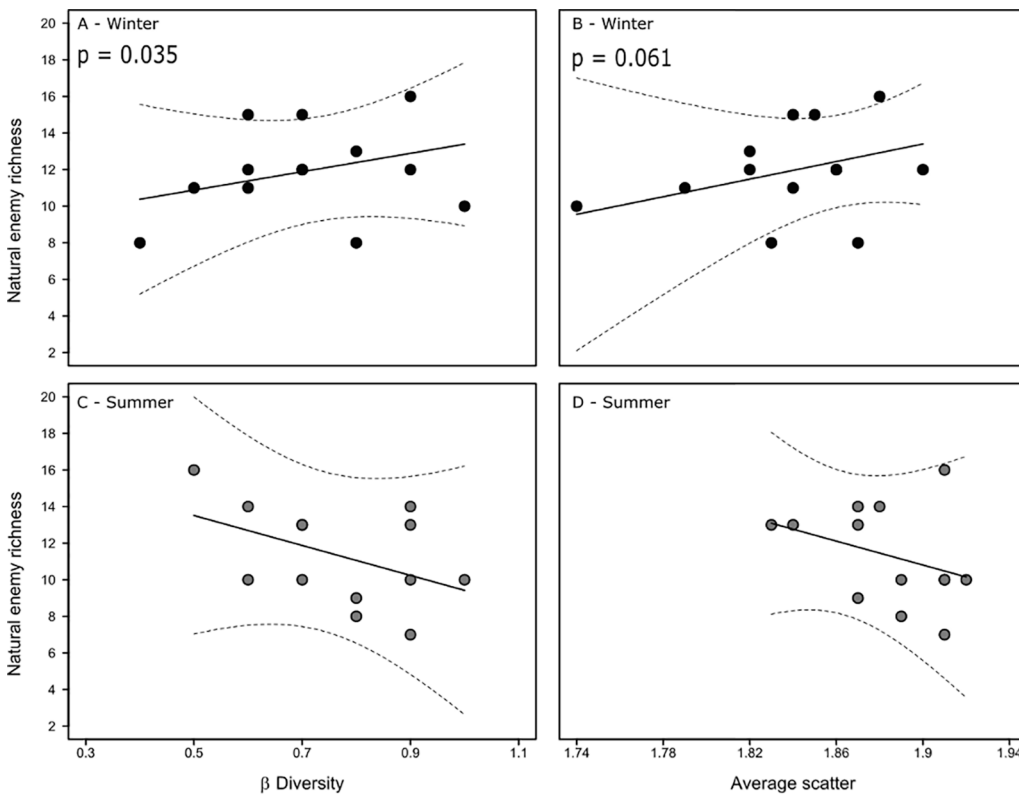 A - Winter
p = 0.035
B - Winter
p = 0.061
Natural enemy richness
20
18
16
14
12
10
8
6
4
2
C - Summer
D - Summer
Natural enemy richness
20
18
16
14
12
10
8
6
4
2
0.3 0.5 0.7 0.9 1.1
1.74 1.78 1.82 1.86 1.9 1.94
β Diversity
Average scatter